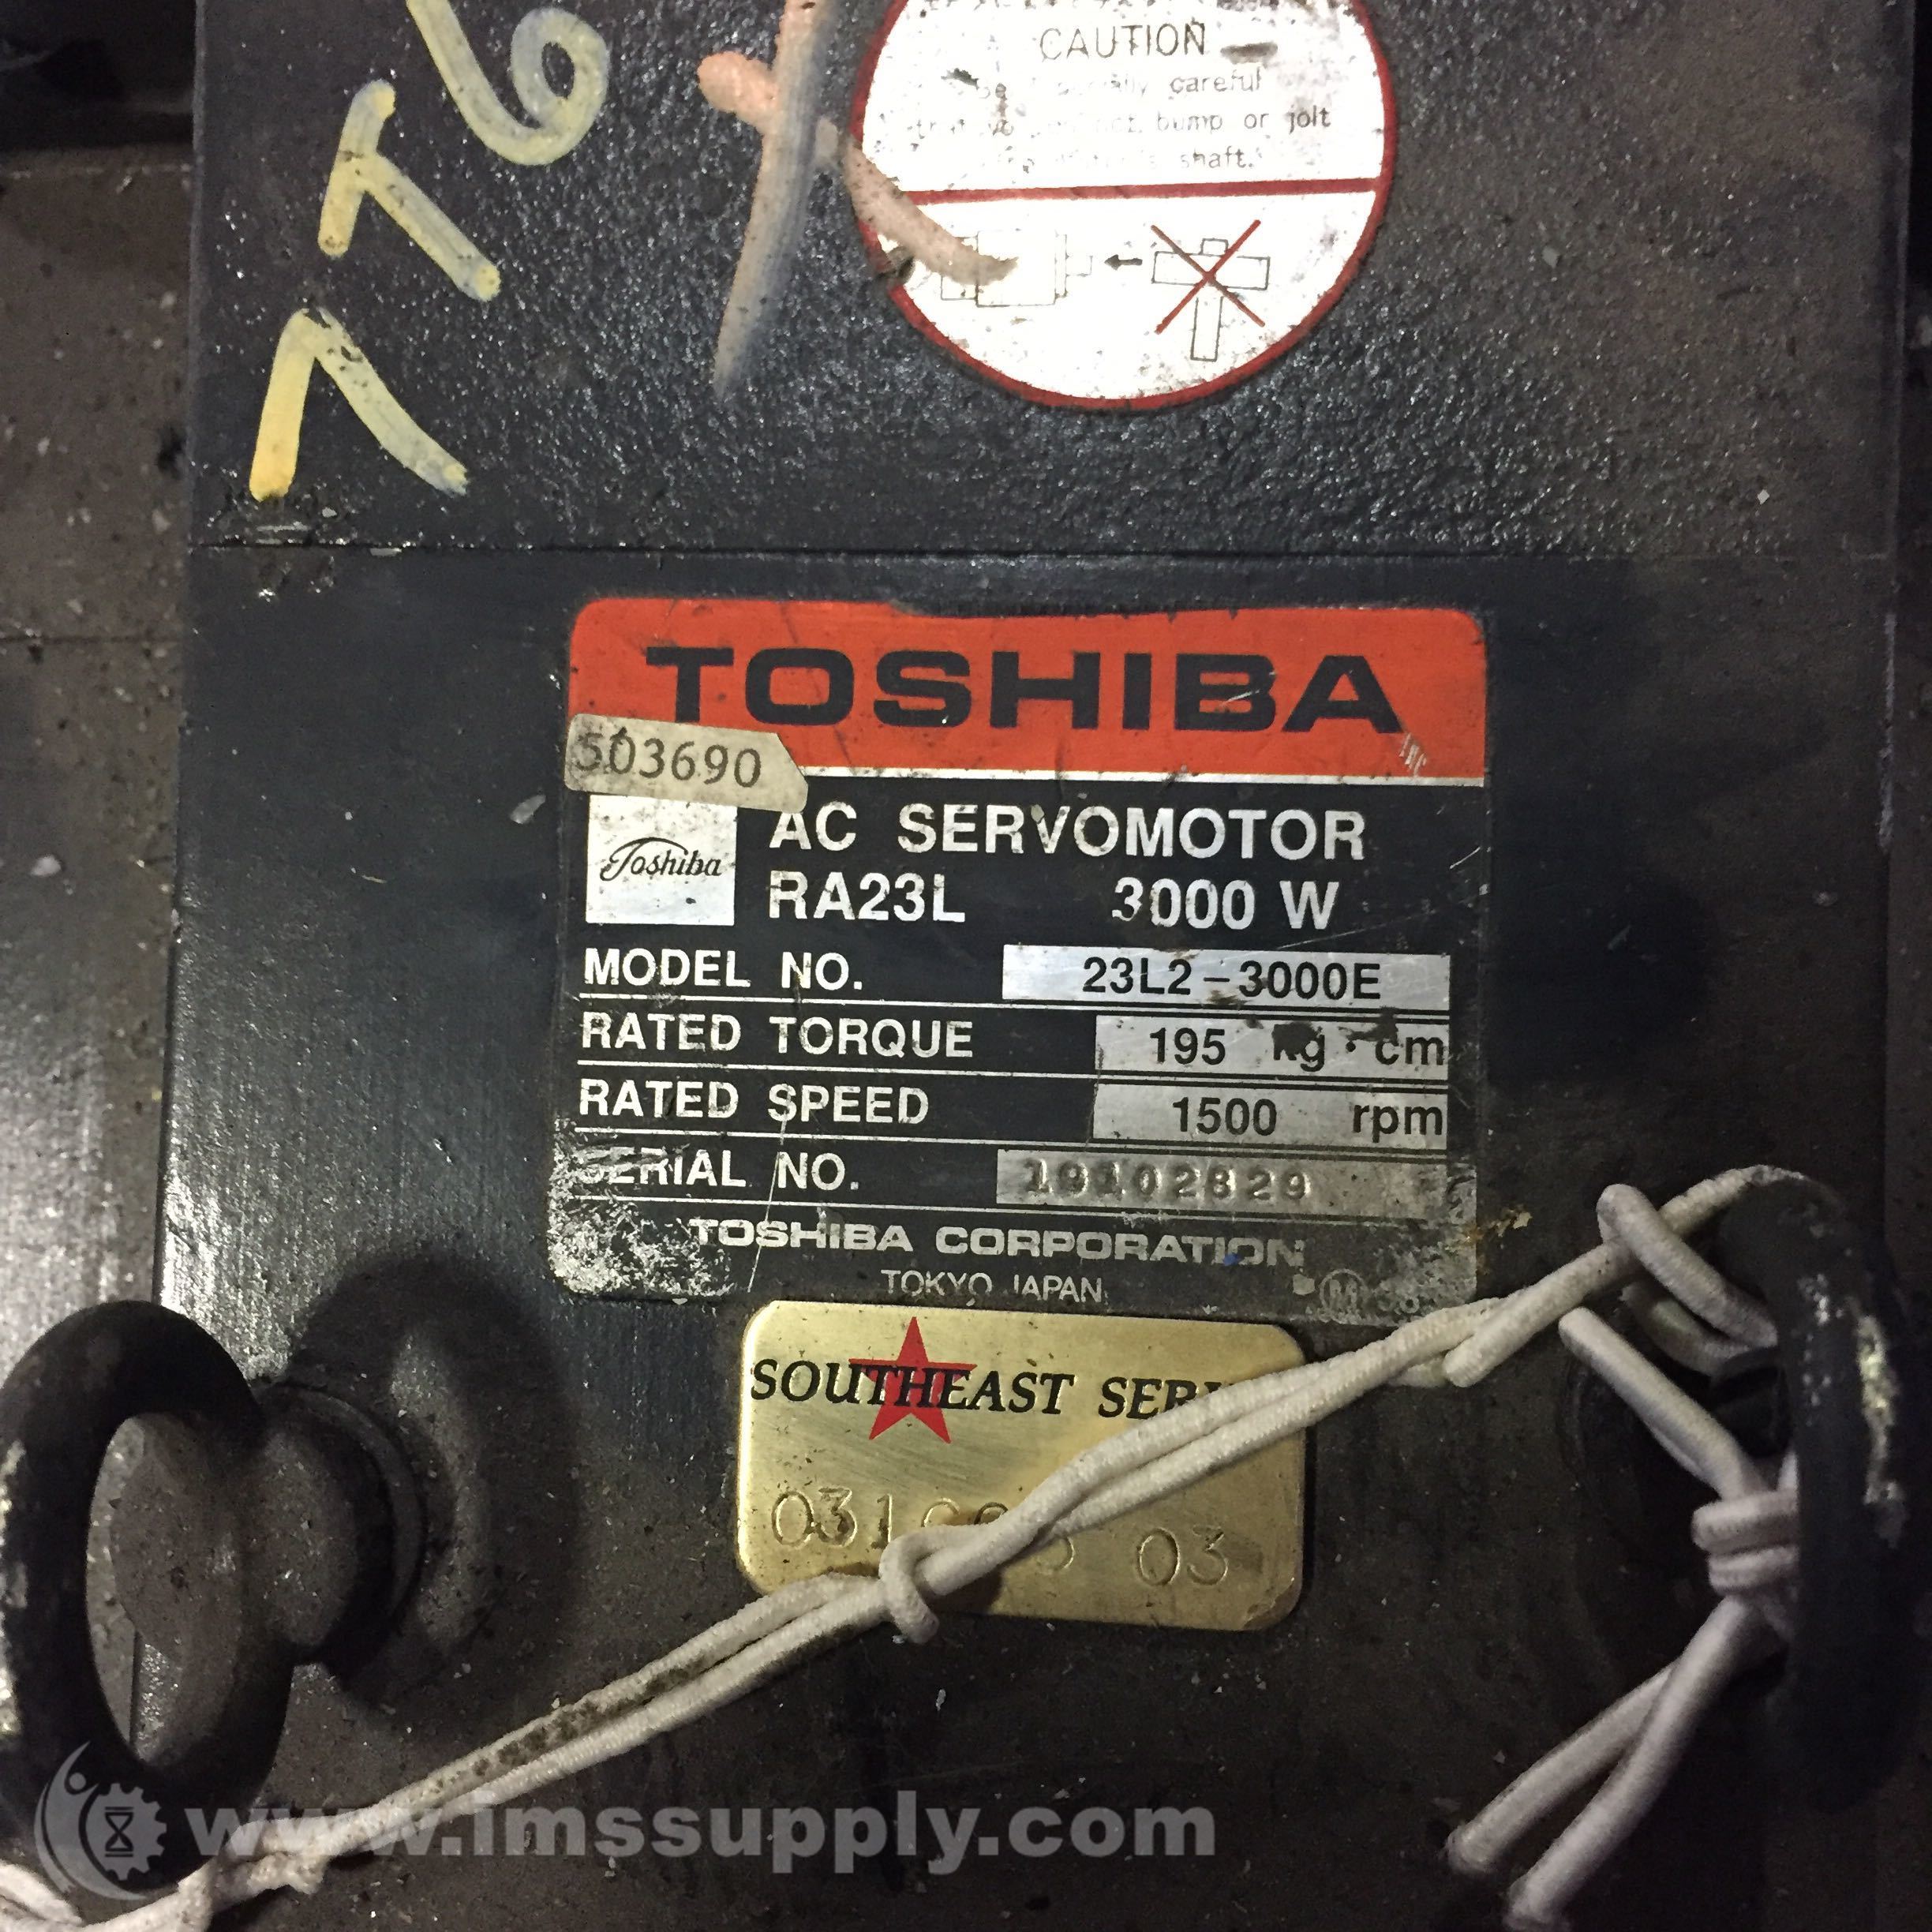 CAUTION
careful
bump or jolt
shaft.
TOSHIBA
503690
AC SERVOMOTOR
Toshiba
RA23L 3000 W
MODEL NO. 23L2-3000E
RATED TORQUE 195 kg·cm
RATED SPEED 1500 rpm
SERIAL NO. 19102829
TOSHIBA CORPORATION
TOKYO JAPAN
SOUTHEAST
03
www.imssupply.com